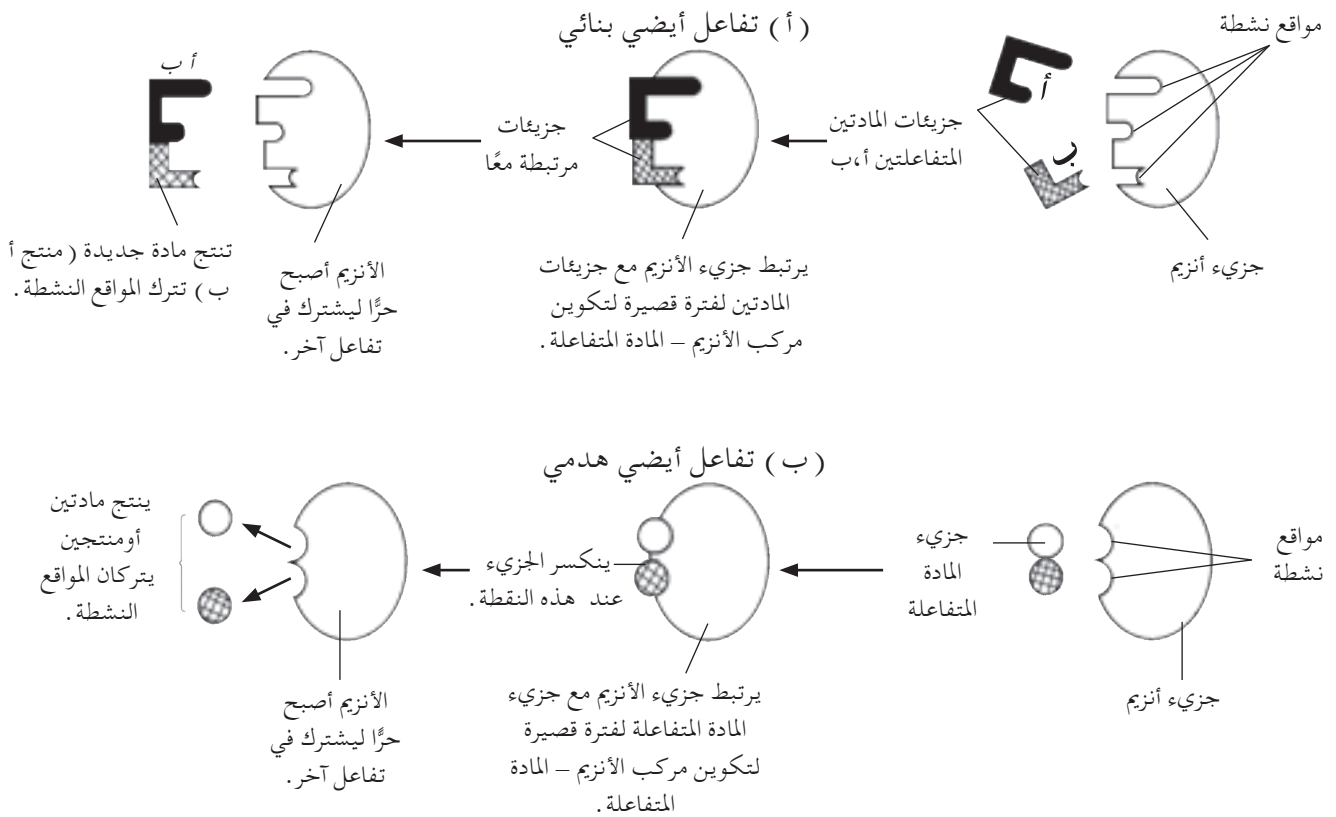 (أ) تفاعل أيضي بنائي
مواقع نشطة
أ
ب
جزيء أنزيم
جزيئات المادتين
المتفاعلتين أ،ب
جزيئات
مرتبطة معًا
يرتبط جزيء الأنزيم مع جزيئات
المادتين لفترة قصيرة لتكوين
مركب الأنزيم – المادة المتفاعلة.
الأنزيم أصبح
حرًّا ليشترك في
تفاعل آخر.
أ ب
تنتج مادة جديدة (منتج أ
ب) تترك المواقع النشطة.
(ب) تفاعل أيضي هدمي
مواقع
نشطة
جزيء أنزيم
جزيء
المادة
المتفاعلة
ينكسر الجزيء
عند هذه النقطة.
يرتبط جزيء الأنزيم مع جزيء
المادة المتفاعلة لفترة قصيرة
لتكوين مركب الأنزيم – المادة
المتفاعلة.
الأنزيم أصبح
حرًّا ليشترك في
تفاعل آخر.
ينتج مادتين
أومنتجين
يتركان المواقع
النشطة.